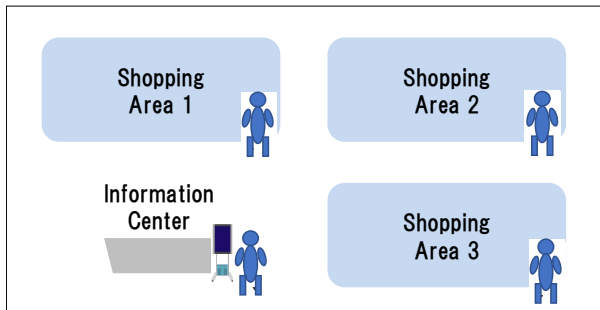 Shopping
Area 1
Shopping
Area 2
Information
Center
Shopping
Area 3